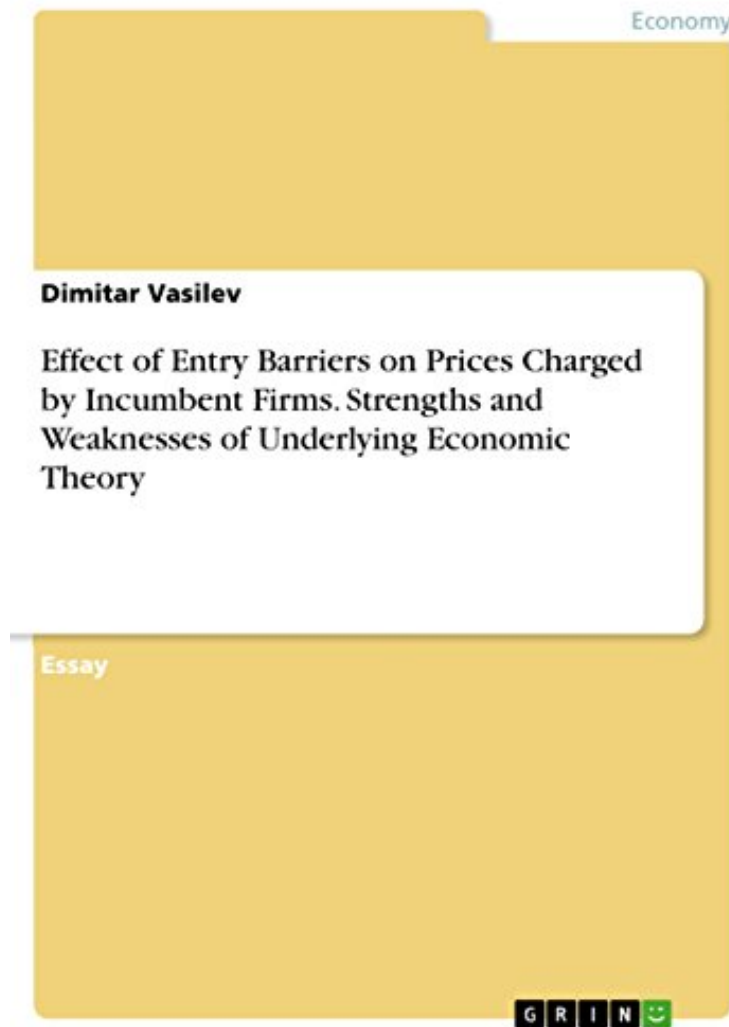 Economy
Dimitar Vasilev
Effect of Entry Barriers on Prices Charged
by Incumbent Firms. Strengths and
Weaknesses of Underlying Economic
Theory
Essay
GRIN